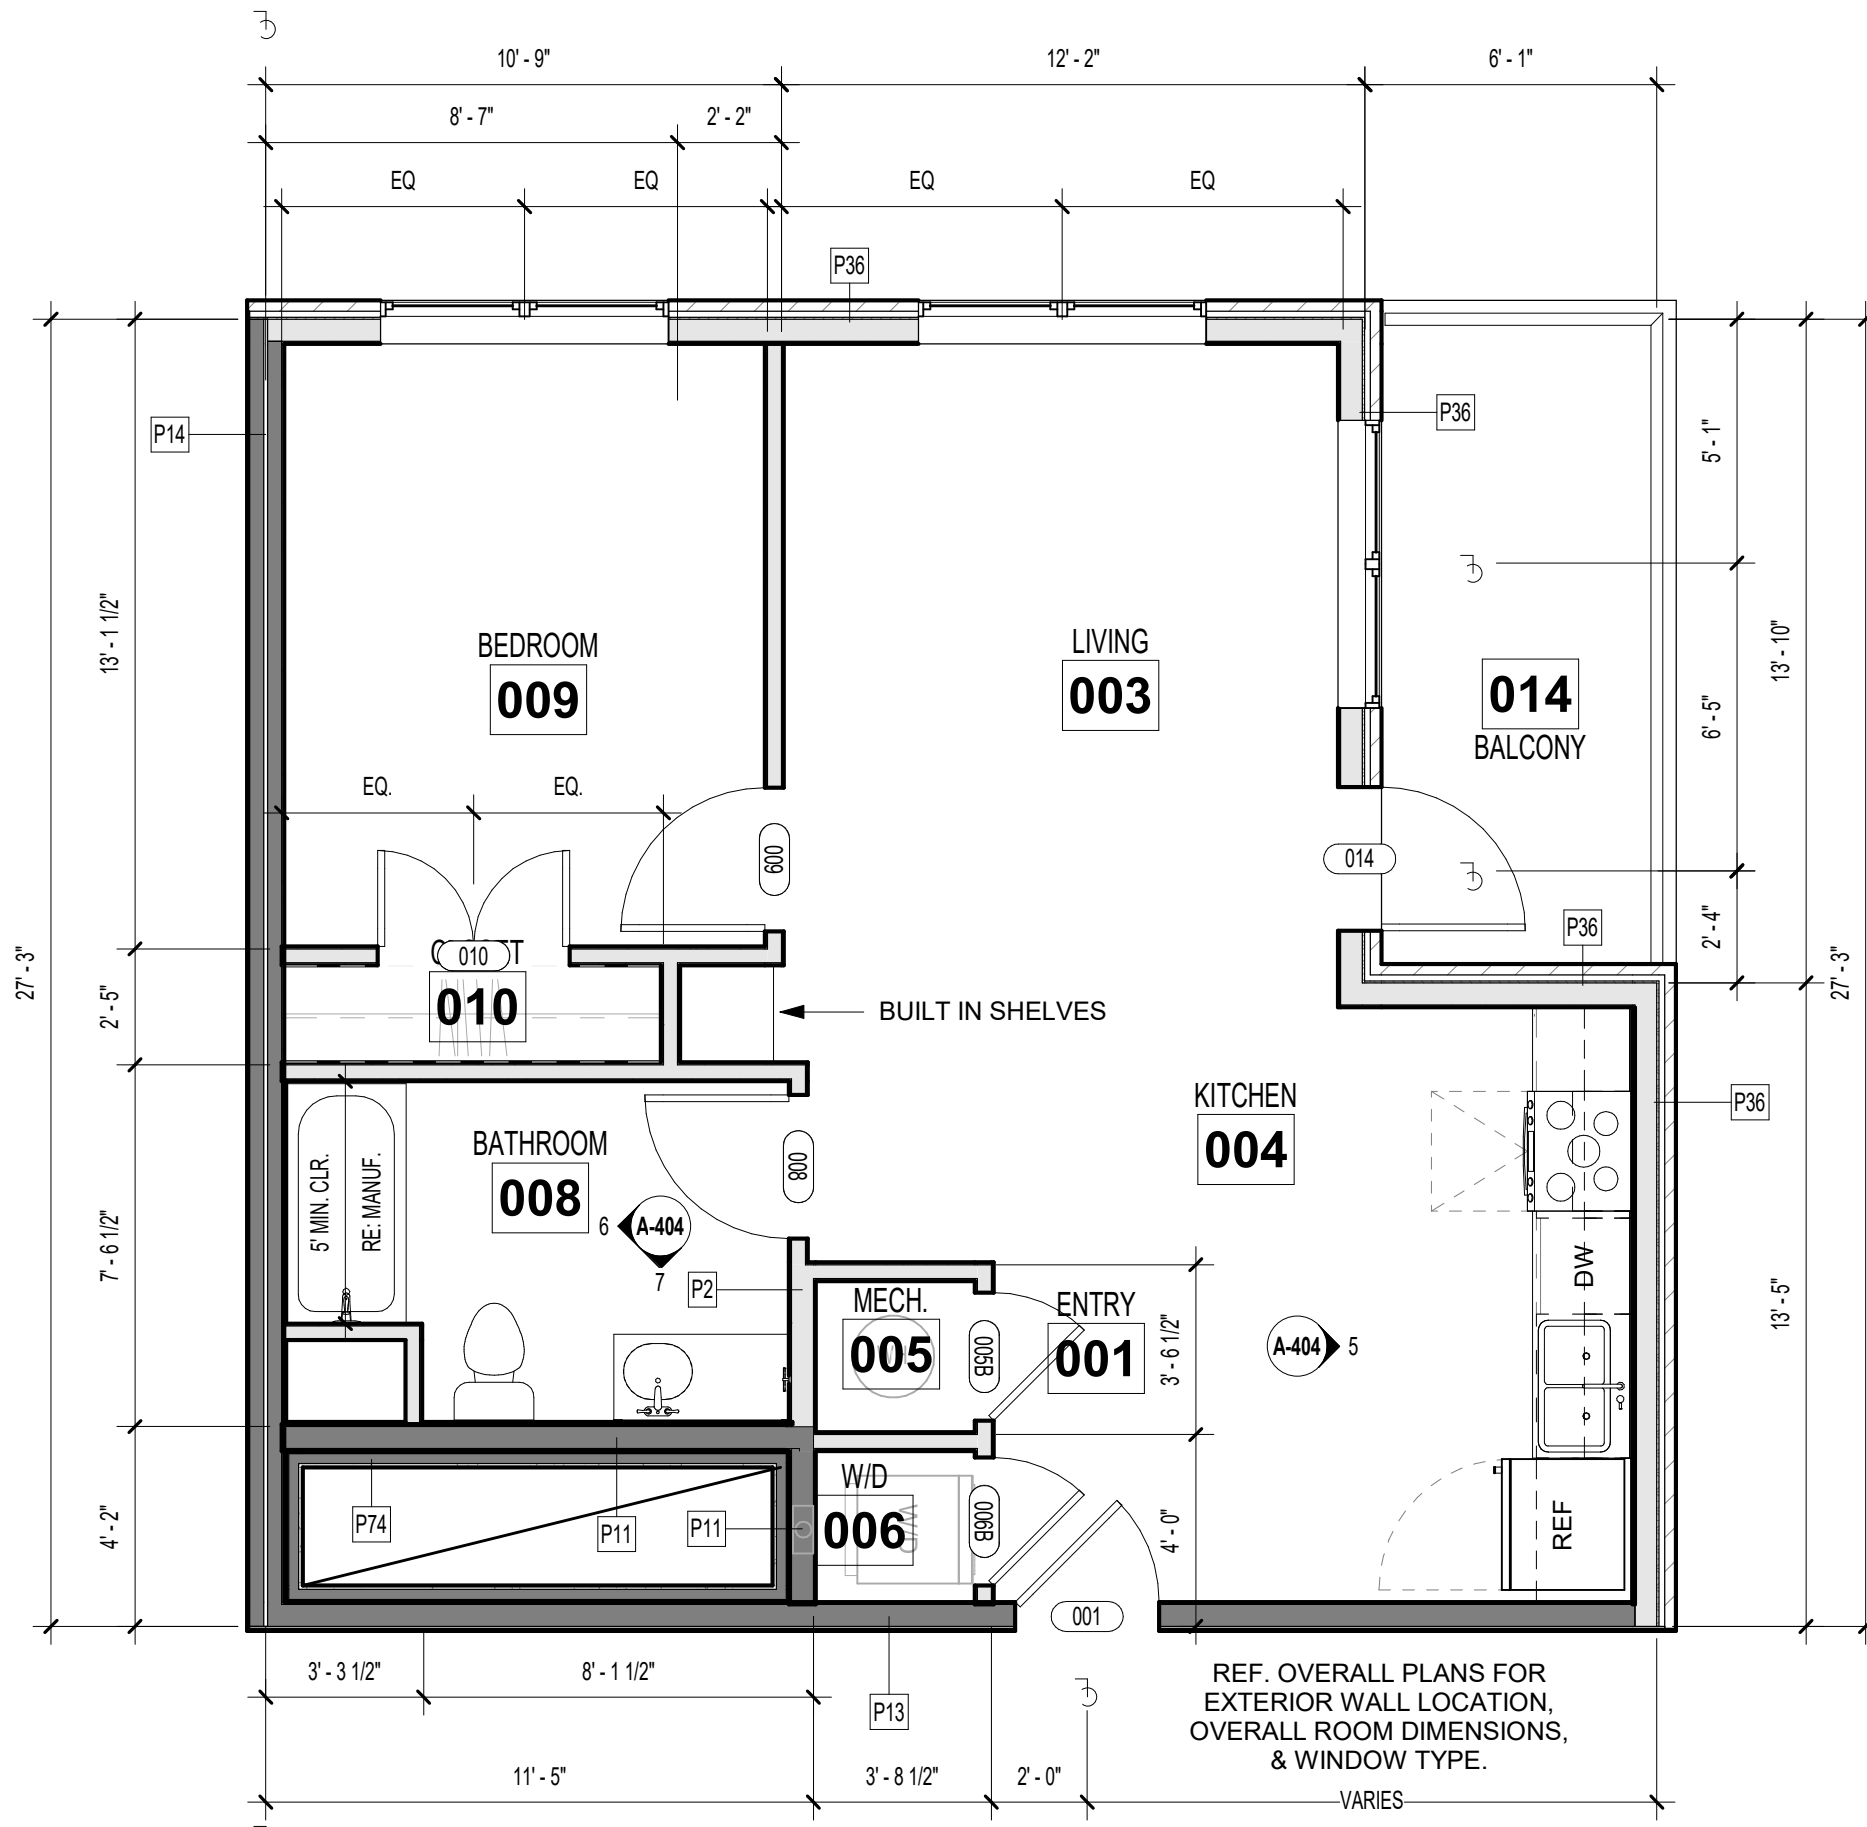 10' - 9"
12' - 2"
6' - 1"
8' - 7"
2' - 2"
EQ
EQ
EQ
EQ
P36
P14
P36
5' - 1"
27' - 3"
13' - 1 1/2"
BEDROOM
009
LIVING
003
014
BALCONY
13' - 10"
6' - 5"
EQ.
EQ.
009
014
2' - 4"
P36
010
010
2' - 5"
BUILT IN SHELVES
27' - 3"
KITCHEN
004
P36
BATHROOM
008
008
5' MIN. CLR.
RE: MANUF.
6
A-404
7
7' - 6 1/2"
P2
MECH.
005
005B
ENTRY
001
3' - 6 1/2"
A-404
5
DW
13' - 5"
W/D
006
W/D
006B
P74
P11
P11
4' - 2"
4' - 0"
REF
001
3' - 3 1/2"
8' - 1 1/2"
P13
REF. OVERALL PLANS FOR
EXTERIOR WALL LOCATION,
OVERALL ROOM DIMENSIONS,
& WINDOW TYPE.
11' - 5"
3' - 8 1/2"
2' - 0"
VARIES